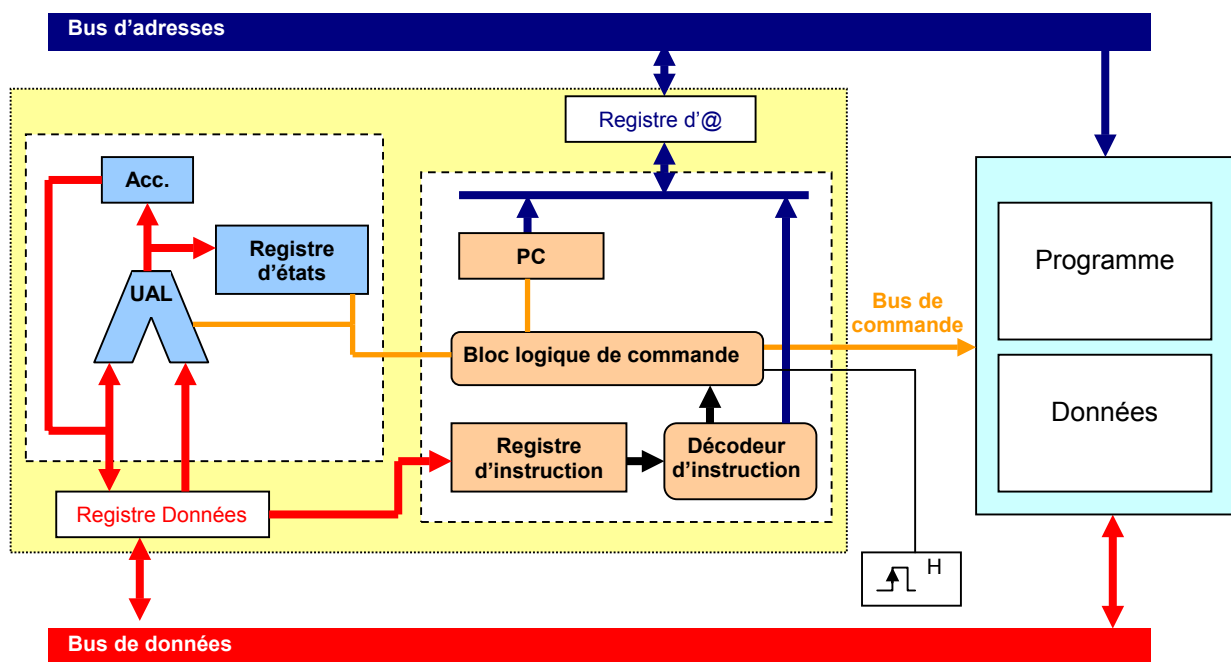 Bus d’adresses
Registre d’@
Acc.
Registre
d’états
UAL
PC
Bloc logique de commande
Registre
d’instruction
Décodeur
d’instruction
Registre Données
Bus de
commande
Programme
Données
H
Bus de données